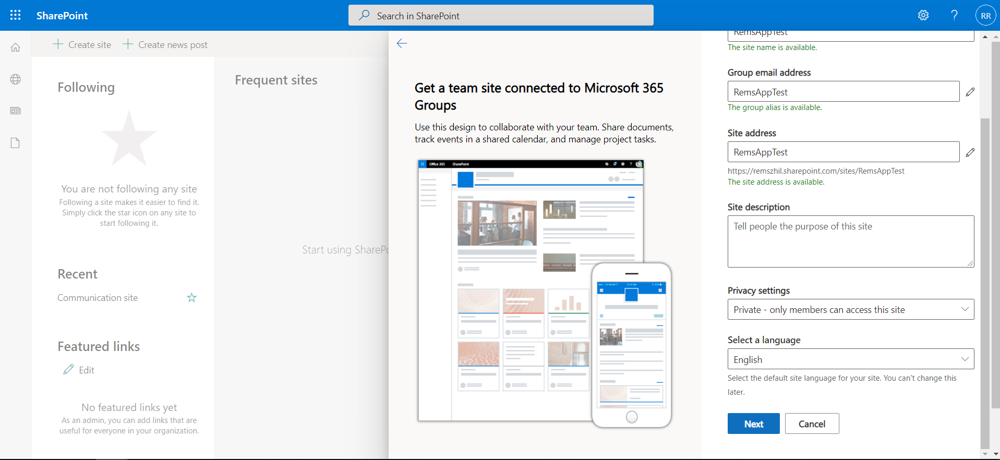 SharePoint
Search in SharePoint
?
RR
Create site
Create news post
Following
You are not following any site
Following a site makes it easier to find it.
Simply click the star icon on any site to
start following it.
Recent
Communication site
Featured links
Edit
No featured links yet
As an admin, you can add links that are
useful for everyone in your organization.
Frequent sites
Start using SharePo
Get a team site connected to Microsoft 365
Groups
Use this design to collaborate with your team. Share documents,
track events in a shared calendar, and manage project tasks.
Office 365
SharePoint
?
RemsAppTest
The site name is available.
Group email address
RemsAppTest
The group alias is available.
Site address
RemsAppTest
https://remszhil.sharepoint.com/sites/RemsAppTest
The site address is available.
Site description
Tell people the purpose of this site
Privacy settings
Private - only members can access this site
Select a language
English
Select the default site language for your site. You can't change this
later.
Next
Cancel